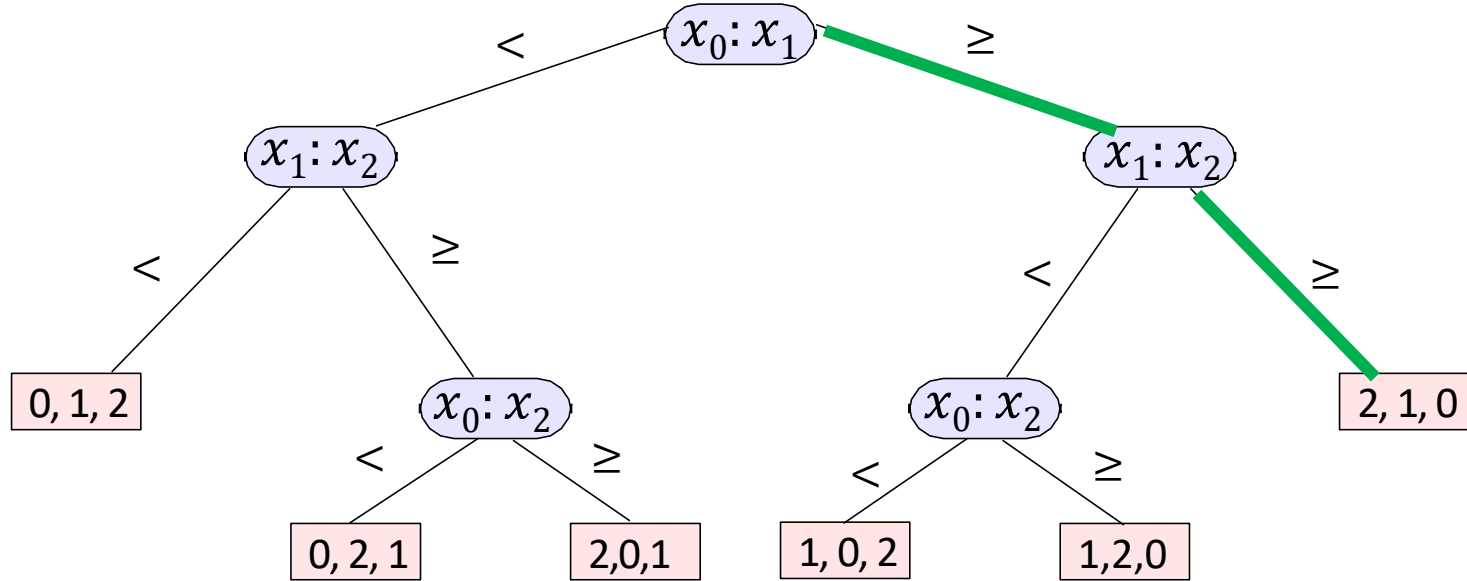 x₀: x₁
<
≥
x₁: x₂
x₁: x₂
<
≥
<
≥
0, 1, 2
x₀: x₂
x₀: x₂
2, 1, 0
<
≥
<
≥
0, 2, 1
2,0,1
1, 0, 2
1,2,0